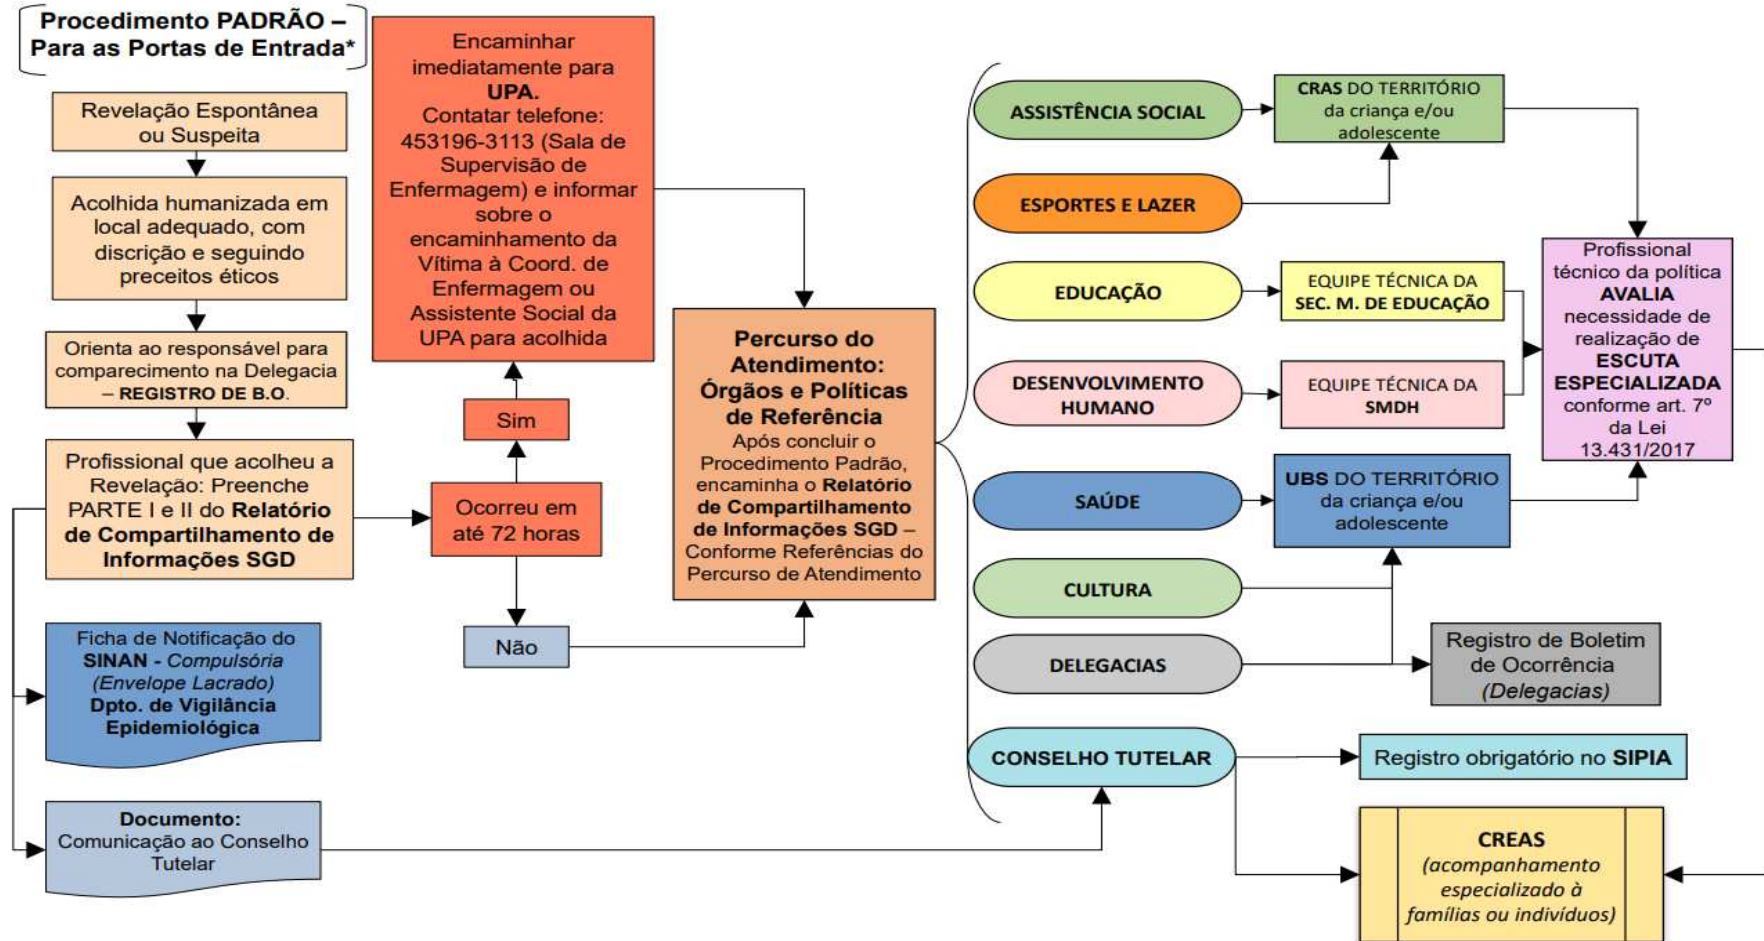 Procedimento PADRÃO –
Para as Portas de Entrada*
Revelação Espontânea
ou Suspeita
Acolhida humanizada em
local adequado, com
discrição e seguindo
preceitos éticos
Orienta ao responsável para
comparecimento na Delegacia
– REGISTRO DE B.O.
Profissional que acolheu a
Revelação: Preenche
PARTE I e II do Relatório
de Compartilhamento de
Informações SGD
Ficha de Notificação do
SINAN - Compulsória
(Envelope Lacrado)
Dpto. de Vigilância
Epidemiológica
Documento:
Comunicação ao Conselho
Tutelar
Encaminhar
imediatamente para
UPA.
Contatar telefone:
453196-3113 (Sala de
Supervisão de
Enfermagem) e informar
sobre o
encaminhamento da
Vítima à Coord. de
Enfermagem ou
Assistente Social da
UPA para acolhida
Sim
Ocorreu em
até 72 horas
Não
Percurso do
Atendimento:
Órgãos e Políticas
de Referência
Após concluir o
Procedimento Padrão,
encaminha o Relatório
de Compartilhamento
de Informações SGD –
Conforme Referências do
Percurso de Atendimento
ASSISTÊNCIA SOCIAL
ESPORTES E LAZER
EDUCAÇÃO
DESENVOLVIMENTO
HUMANO
SAÚDE
CULTURA
DELEGACIAS
CONSELHO TUTELAR
CRAS DO TERRITÓRIO
da criança e/ou
adolescente
EQUIPE TÉCNICA DA
SEC. M. DE EDUCAÇÃO
EQUIPE TÉCNICA DA
SMDH
UBS DO TERRITÓRIO
da criança e/ou
adolescente
Profissional
técnico da política
AVALIA
necessidade de
realização de
ESCUTA
ESPECIALIZADA
conforme art. 7º
da Lei
13.431/2017
Registro de Boletim
de Ocorrência
(Delegacias)
Registro obrigatório no SIPIA
CREAS
(acompanhamento
especializado à
famílias ou indivíduos)